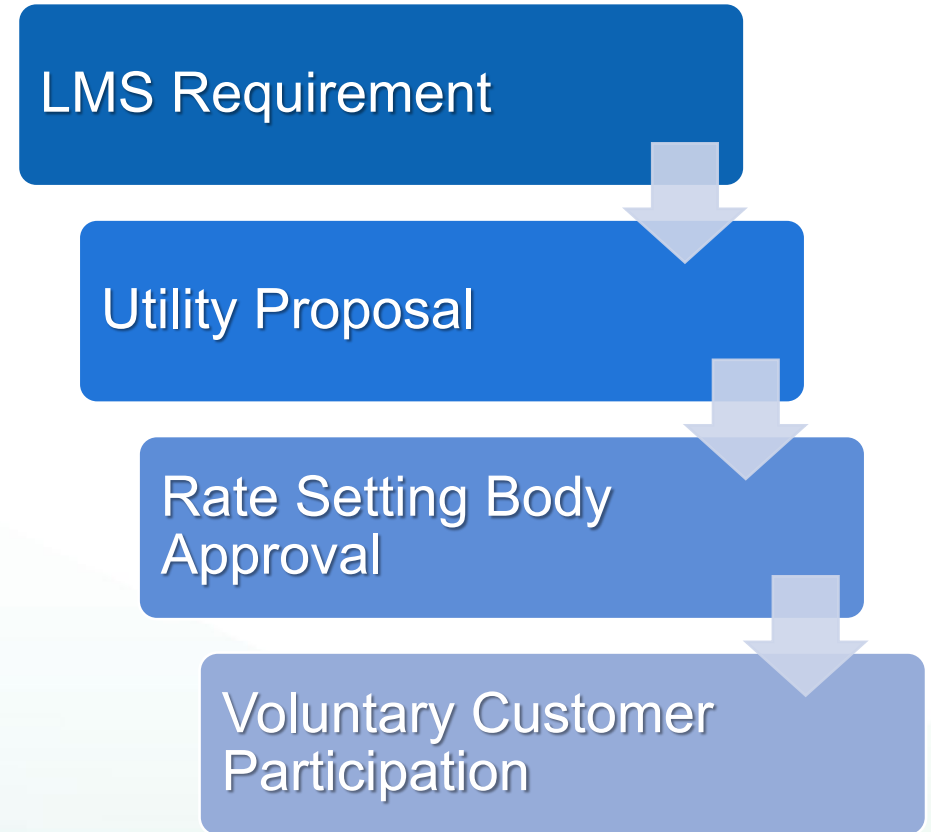 LMS Requirement
Utility Proposal
Rate Setting Body
Approval
Voluntary Customer
Participation